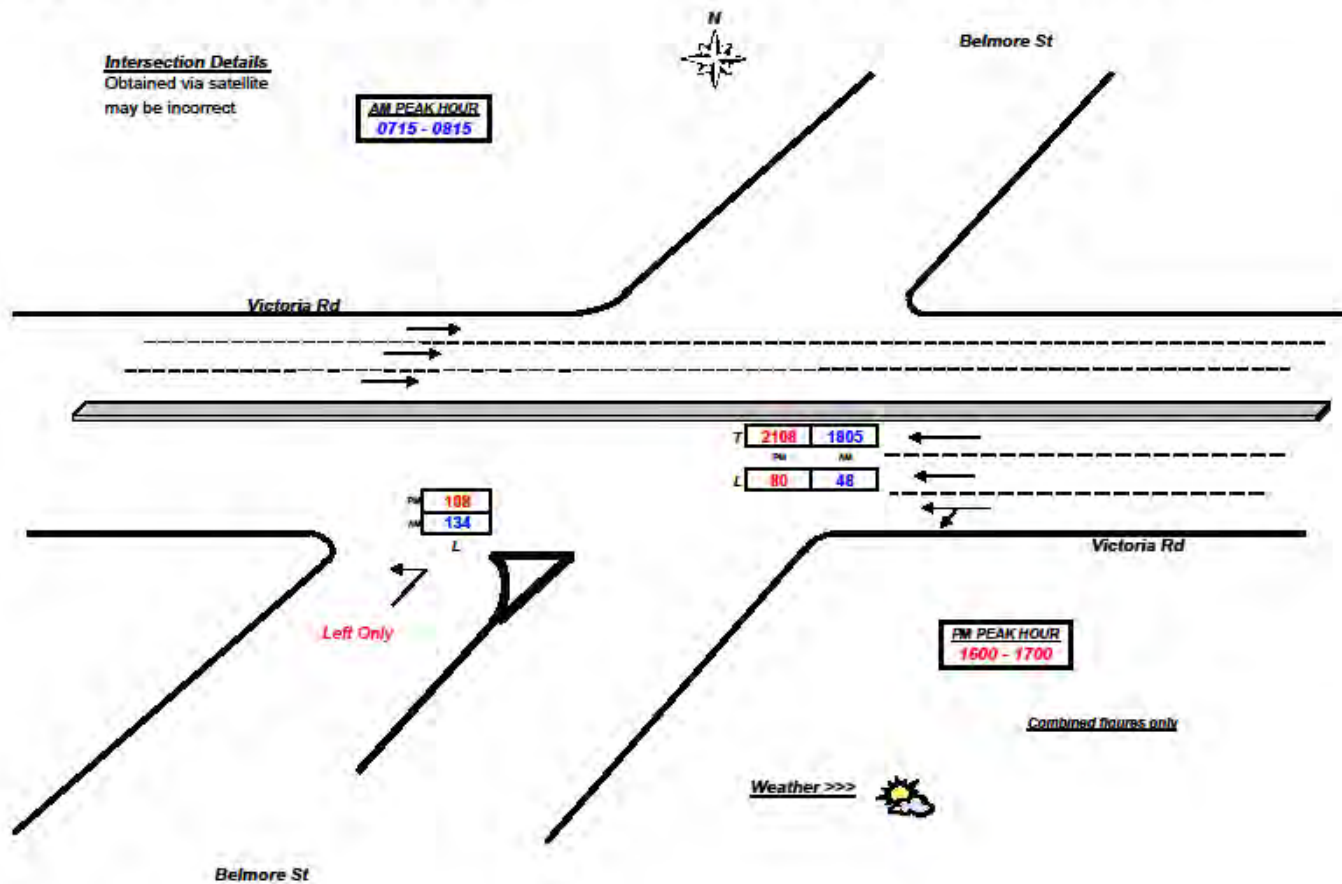 N
Belmore St
Intersection Details
Obtained via satellite
may be incorrect
AM PEAK HOUR
0715 - 0815
Victoria Rd
T 2108 1805
PM AM
L 80 48
PM 108
AM 134
L
Victoria Rd
Left Only
PM PEAK HOUR
1600 - 1700
Combined figures only
Weather >>>
Belmore St